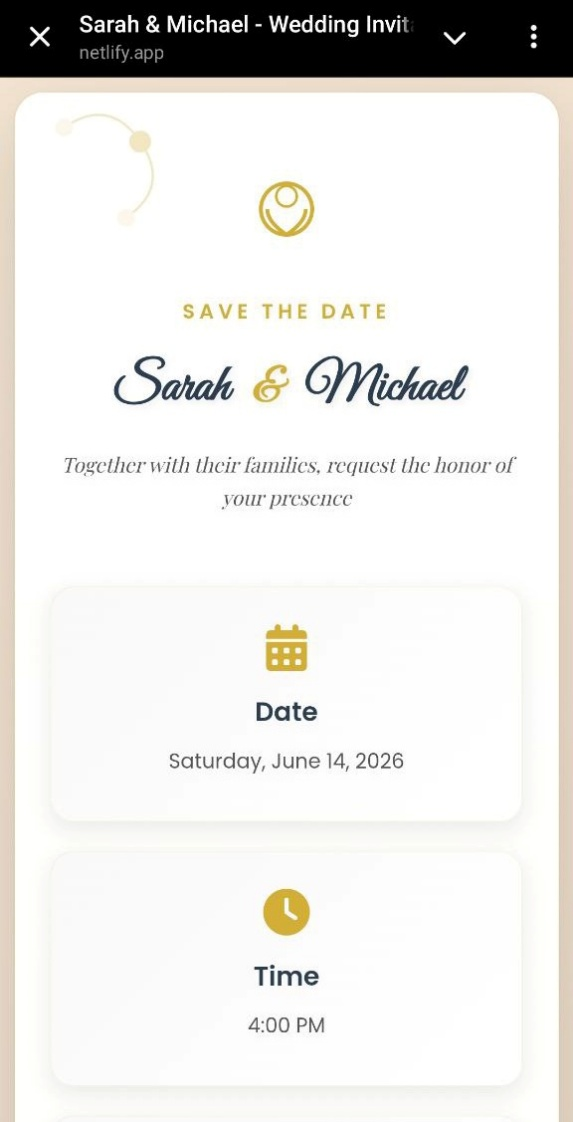 Sarah & Michael - Wedding Invit
netlify.app
SAVE THE DATE
Sarah & Michael
Together with their families, request the honor of
your presence
Date
Saturday, June 14, 2026
Time
4:00 PM